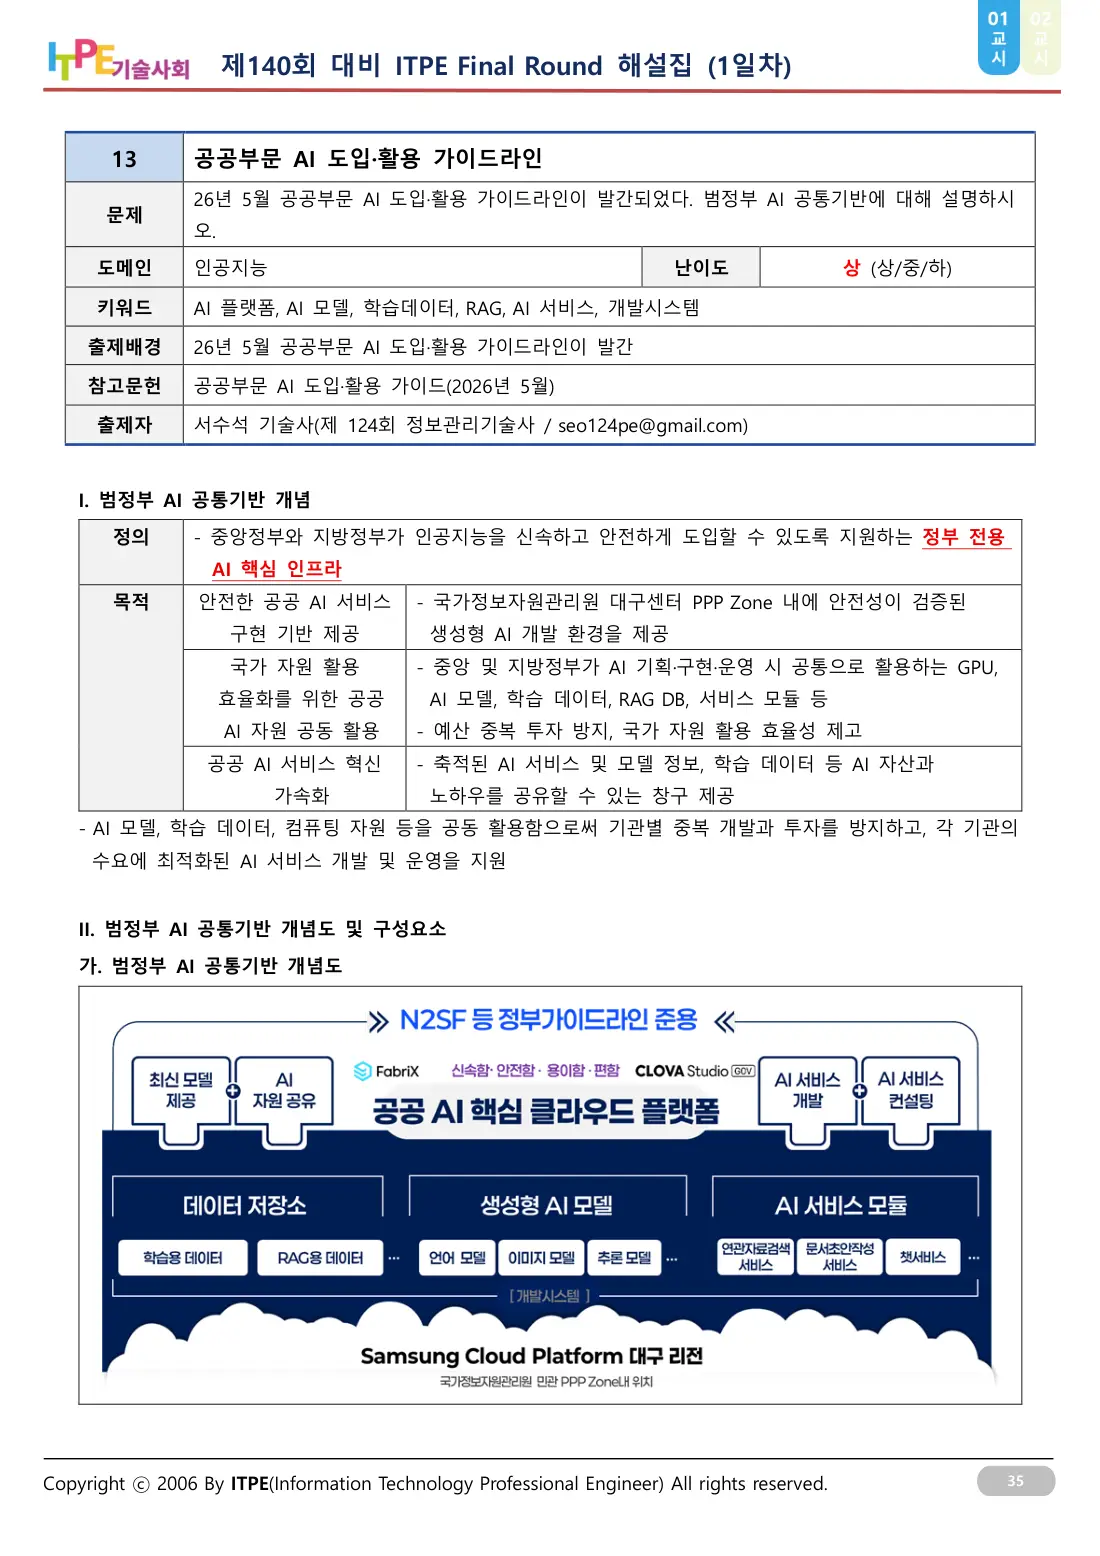 01 교시
02 교시
ITPE기술사회 제140회 대비 ITPE Final Round 해설집 (1일차)
13 공공부문 AI 도입·활용 가이드라인
문제 26년 5월 공공부문 AI 도입·활용 가이드라인이 발간되었다. 범정부 AI 공통기반에 대해 설명하시
오.
도메인 인공지능 난이도 상 (상/중/하)
키워드 AI 플랫폼, AI 모델, 학습데이터, RAG, AI 서비스, 개발시스템
출제배경 26년 5월 공공부문 AI 도입·활용 가이드라인이 발간
참고문헌 공공부문 AI 도입·활용 가이드(2026년 5월)
출제자 서수석 기술사(제 124회 정보관리기술사 / seo124pe@gmail.com)
I. 범정부 AI 공통기반 개념
정의 - 중앙정부와 지방정부가 인공지능을 신속하고 안전하게 도입할 수 있도록 지원하는 정부 전용
AI 핵심 인프라
목적 안전한 공공 AI 서비스 구현 기반 제공
- 국가정보자원관리원 대구센터 PPP Zone 내에 안전성이 검증된
생성형 AI 개발 환경을 제공
국가 자원 활용
효율화를 위한 공공
AI 자원 공동 활용
- 중앙 및 지방정부가 AI 기획·구현·운영 시 공통으로 활용하는 GPU,
AI 모델, 학습 데이터, RAG DB, 서비스 모듈 등
- 예산 중복 투자 방지, 국가 자원 활용 효율성 제고
공공 AI 서비스 혁신
가속화
- 축적된 AI 서비스 및 모델 정보, 학습 데이터 등 AI 자산과
노하우를 공유할 수 있는 창구 제공
- AI 모델, 학습 데이터, 컴퓨팅 자원 등을 공동 활용함으로써 기관별 중복 개발과 투자를 방지하고, 각 기관의
수요에 최적화된 AI 서비스 개발 및 운영을 지원
II. 범정부 AI 공통기반 개념도 및 구성요소
가. 범정부 AI 공통기반 개념도
N2SF 등 정부가이드라인 준용
최신 모델
제공
+
AI
자원 공유
FabriX 신속함· 안전함· 용이함·편함 CLOVA Studio GOV
공공 AI 핵심 클라우드 플랫폼
AI 서비스
개발
+
AI 서비스
컨설팅
데이터 저장소 생성형 AI 모델 AI 서비스 모듈
학습용 데이터 RAG용 데이터 ···
언어 모델 이미지 모델 추론 모델 ···
연관자료검색
서비스
문서초안작성
서비스
챗서비스 ···
[ 개발시스템 ]
Samsung Cloud Platform 대구 리전
국가정보자원관리원 민관 PPP Zone내 위치
Copyright ⓒ 2006 By ITPE(Information Technology Professional Engineer) All rights reserved. 35